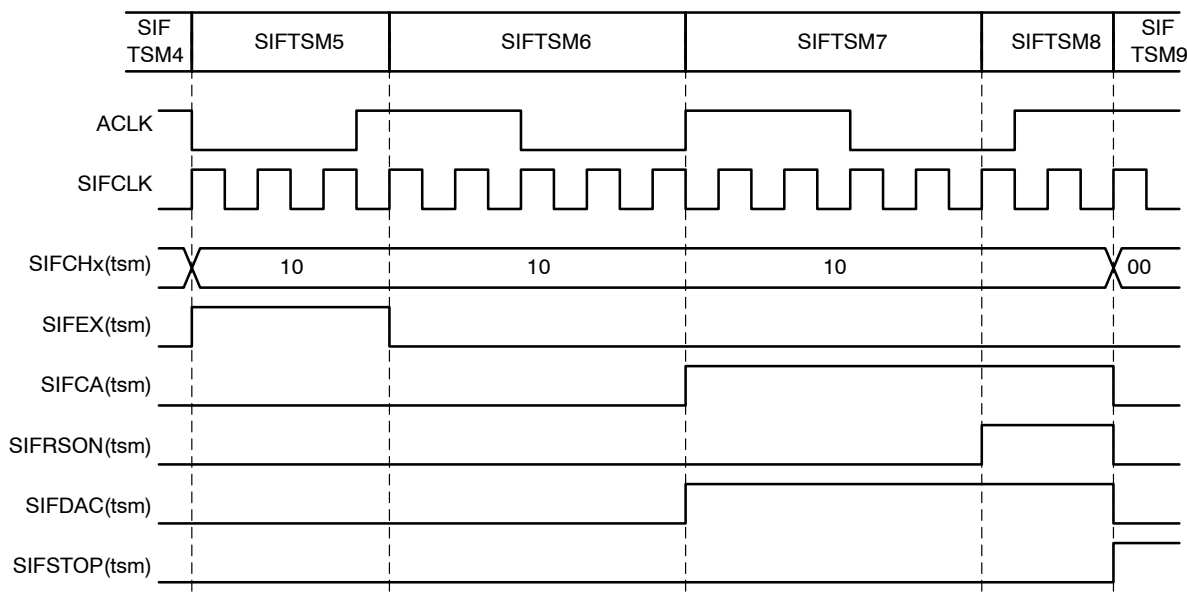 SIF
TSM4
SIFTSM5
SIFTSM6
SIFTSM7
SIFTSM8
SIF
TSM9
ACLK
SIFCLK
SIFCHx(tsm)
10
10
10
00
SIFEX(tsm)
SIFCA(tsm)
SIFRSON(tsm)
SIFDAC(tsm)
SIFSTOP(tsm)